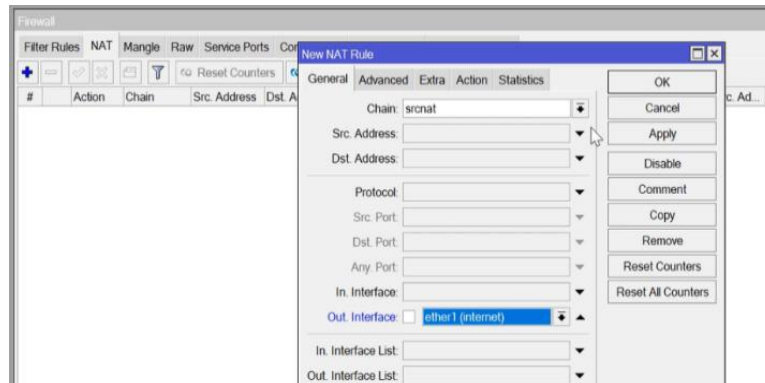 Firewall
Filter Rules NAT Mangle Raw Service Ports
Reset Counters
# Action Chain Src. Address Dst. A
New NAT Rule
General Advanced Extra Action Statistics
Chain: srcnat
Src. Address:
Dst. Address:
Protocol:
Src. Port:
Dst. Port:
Any. Port:
In. Interface:
Out. Interface: ether1 (internet)
In. Interface List:
Out. Interface List:
OK
Cancel
Apply
Disable
Comment
Copy
Remove
Reset Counters
Reset All Counters
c. Ad...